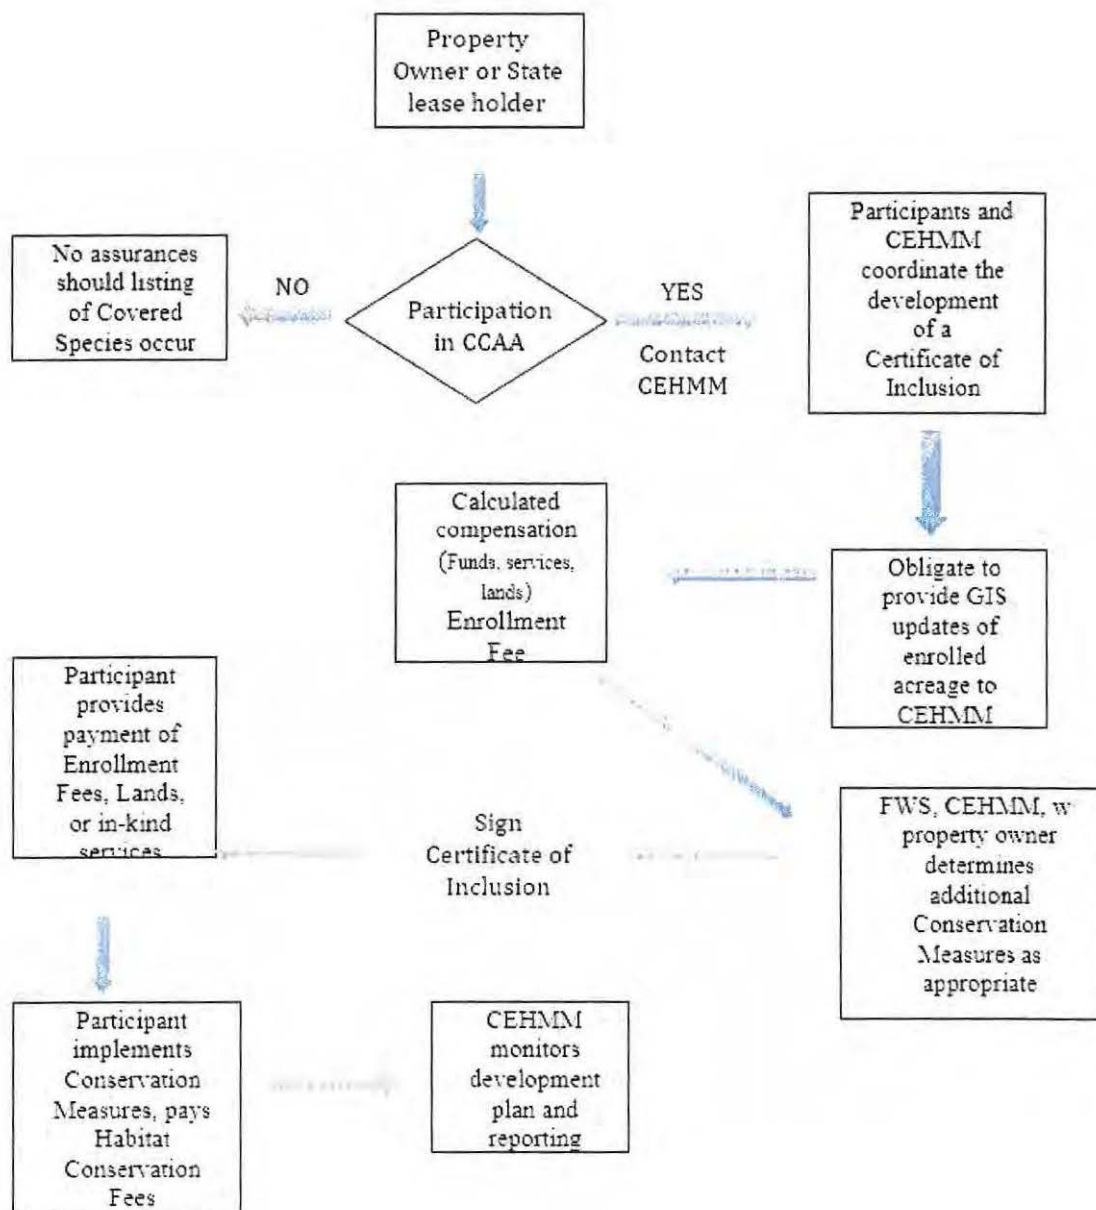 Property
Owner or State
lease holder
No assurances
should listing
of Covered
Species occur
NO
Participation
in CCAA
YES
Contact
CEHMM
Participants and
CEHMM
coordinate the
development
of a
Certificate of
Inclusion
Calculated
compensation
(Funds, services,
lands)
Enrollment
Fee
Obligate to
provide GIS
updates of
enrolled
acreage to
CEHMM
Participant
provides
payment of
Enrollment
Fees, Lands,
or in-kind
services
Sign
Certificate of
Inclusion
FWS, CEHMM, w
property owner
determines
additional
Conservation
Measures as
appropriate
Participant
implements
Conservation
Measures, pays
Habitat
Conservation
Fees
CEHMM
monitors
development
plan and
reporting